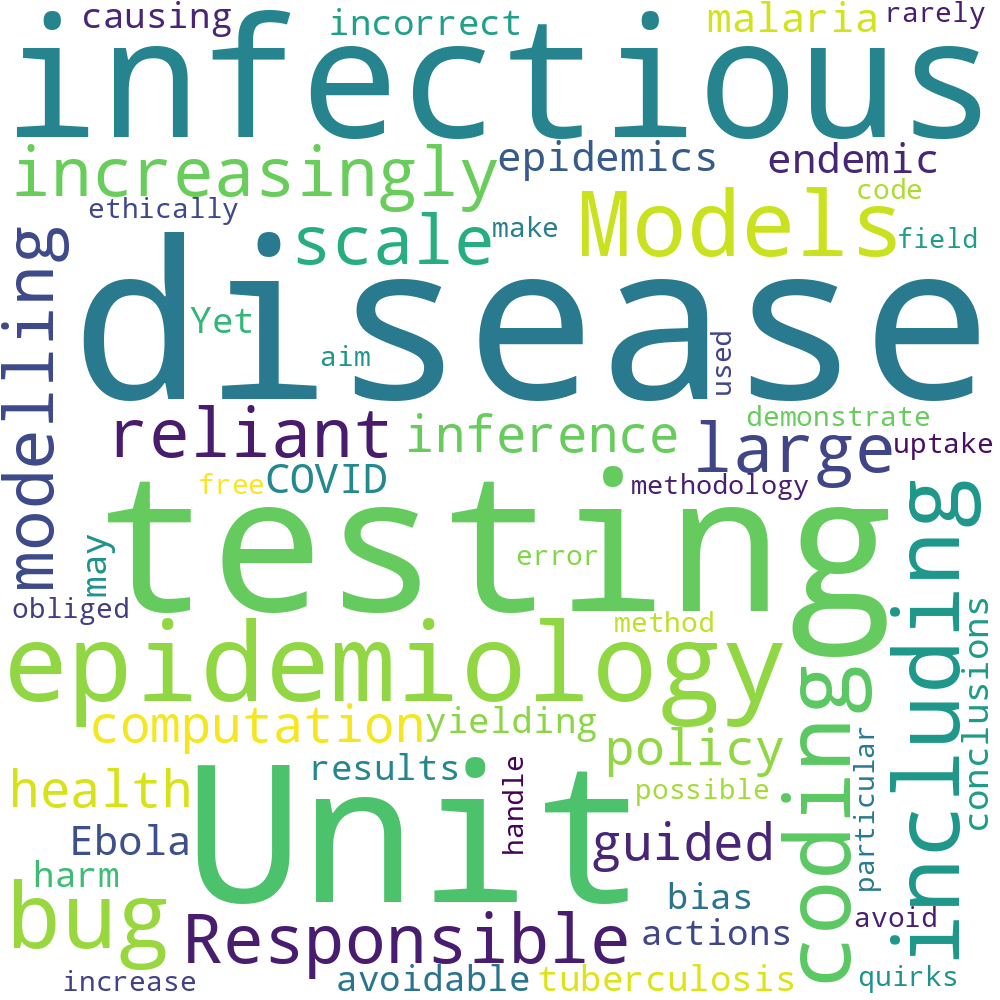 causing
incorrect
malaria
rarely
infectious
increasingly
epidemics
endemic
ethically
scale
make
Models
code
field
modelling
disease
Yet
aim
used
reliant
inference
large
demonstrate
uptake
free
COVID
methodology
testing
may
error
including
obliged
epidemiology
method
coding
conclusions
computation
yielding
policy
particular
health
results
Unit
handle
possible
Ebola
guided
harm
bug
bias
Responsible
actions
avoid
increase
avoidable
tuberculosis
quirks